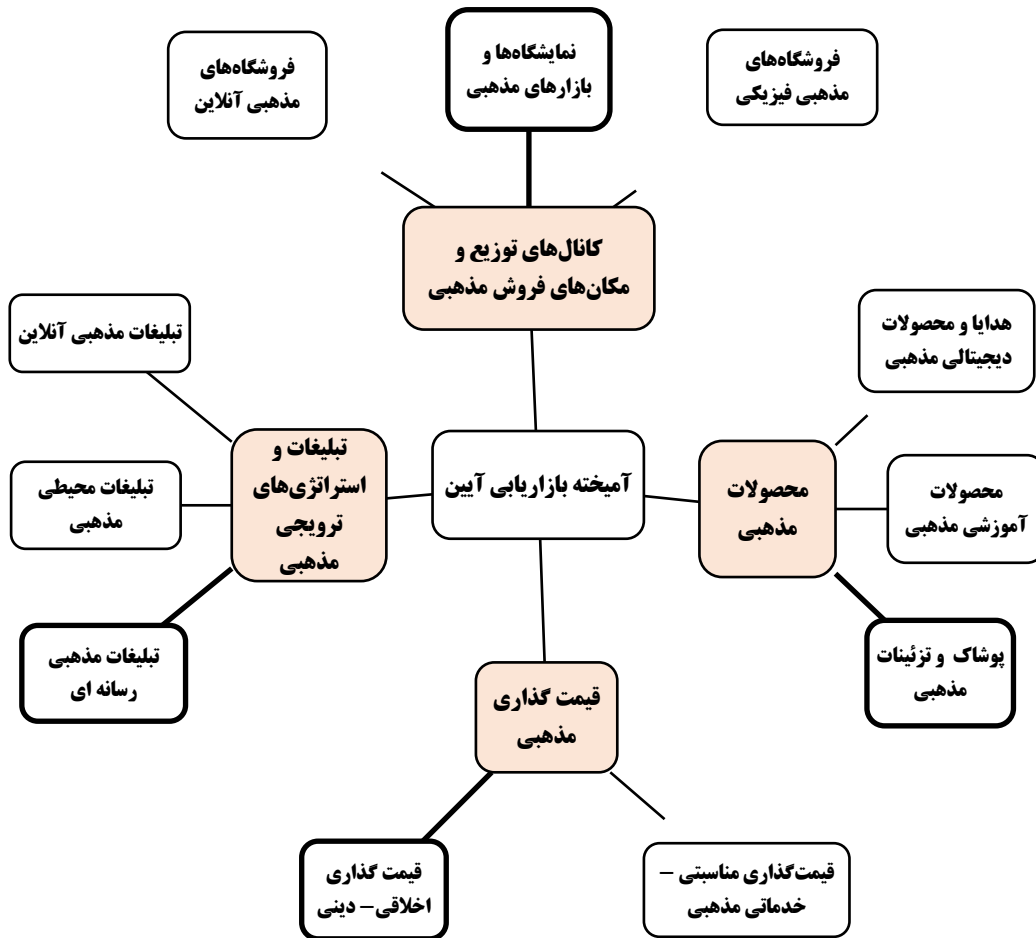 فروشگاه‌های
مذهبی فیزیکی
نمایشگاه‌ها و
بازارهای مذهبی
فروشگاه‌های
مذهبی آنلاین
کانال‌های توزیع و
مکان‌های فروش مذهبی
هدایا و محصولات
دیجیتالی مذهبی
محصولات
آموزشی مذهبی
پوشاک و تزئینات
مذهبی
محصولات
مذهبی
آمیخته بازاریابی آیین
تبلیغات و
استراتژی‌های
ترویجی
مذهبی
تبلیغات مذهبی آنلاین
تبلیغات محیطی
مذهبی
تبلیغات مذهبی
رسانه ای
قیمت گذاری
مذهبی
قیمت‌گذاری مناسبتی –
خدماتی مذهبی
قیمت گذاری
اخلاقی– دینی